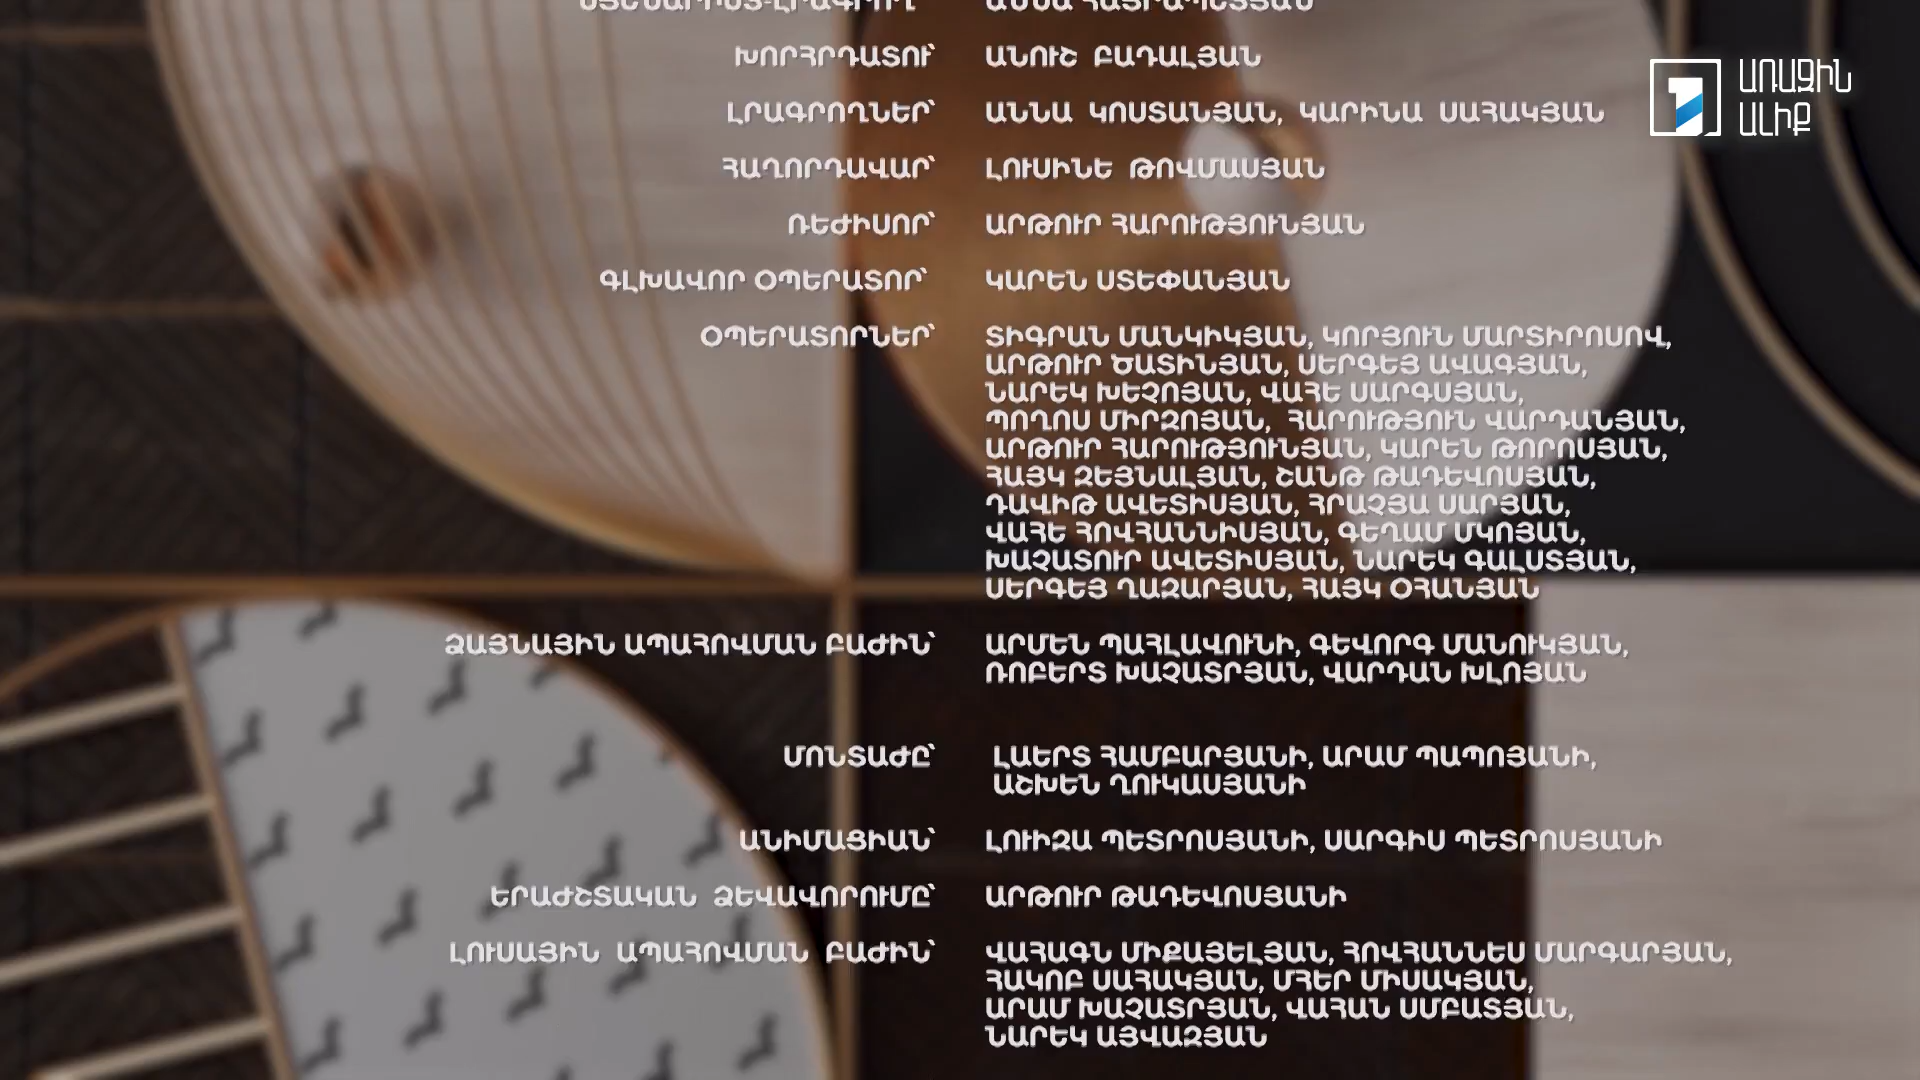 ԱՆՆԱ ՀԱՅՐԱՊԵՏՅԱՆ
ԽՈՐՀՐԴԱՏՈՒ՝ ԱՆՈՒՇ ԲԱԴԱԼՅԱՆ
ԼՐԱԳՐՈՂՆԵՐ՝ ԱՆՆԱ ԿՈՍՏԱՆՅԱՆ, ԿԱՐԻՆԱ ՍԱՀԱԿՅԱՆ
ՀԱՂՈՐԴԱՎԱՐ՝ ԼՈՒՍԻՆԵ ԹՈՎՄԱՍՅԱՆ
ՌԵԺԻՍՈՐ՝ ԱՐԹՈՒՐ ՀԱՐՈՒԹՅՈՒՆՅԱՆ
ԳԼԽԱՎՈՐ ՕՊԵՐԱՏՈՐ՝ ԿԱՐԵՆ ՍՏԵՓԱՆՅԱՆ
ՕՊԵՐԱՏՈՐՆԵՐ՝ ՏԻԳՐԱՆ ՄԱՆԿԻԿՅԱՆ, ԿՈՐՅՈՒՆ ՄԱՐՏԻՐՈՍՈՎ,
ԱՐԹՈՒՐ ԾԱՏԻՆՅԱՆ, ՍԵՐԳԵՅ ԱՎԱԳՅԱՆ,
ՆԱՐԵԿ ԽԵՉՈՅԱՆ, ՎԱՀԵ ՍԱՐԳՍՅԱՆ,
ՊՈՂՈՍ ՄԻՐԶՈՅԱՆ, ՀԱՐՈՒԹՅՈՒՆ ՎԱՐԴԱՆՅԱՆ,
ԱՐԹՈՒՐ ՀԱՐՈՒԹՅՈՒՆՅԱՆ, ԿԱՐԵՆ ԹՈՐՈՍՅԱՆ,
ՀԱՅԿ ԶԵՅՆԱԼՅԱՆ, ՇԱՆԹ ԹԱԴԵՎՈՍՅԱՆ,
ԴԱՎԻԹ ԱՎԵՏԻՍՅԱՆ, ՀՐԱՉՅԱ ՍԱՐՅԱՆ,
ՎԱՀԵ ՀՈՎՀԱՆՆԻՍՅԱՆ, ԳԵՂԱՄ ՄԿՈՅԱՆ,
ԽԱՉԱՏՈՒՐ ԱՎԵՏԻՍՅԱՆ, ՆԱՐԵԿ ԳԱԼՍՏՅԱՆ,
ՍԵՐԳԵՅ ՂԱԶԱՐՅԱՆ, ՀԱՅԿ ՕՀԱՆՅԱՆ
ՁԱՅՆԱՅԻՆ ԱՊԱՀՈՎՄԱՆ ԲԱԺԻՆ՝ ԱՐՄԵՆ ՊԱՀԼԱՎՈՒՆԻ, ԳԵՎՈՐԳ ՄԱՆՈՒԿՅԱՆ,
ՌՈԲԵՐՏ ԽԱՉԱՏՐՅԱՆ, ՎԱՐԴԱՆ ԽԼՈՅԱՆ
ՄՈՆՏԱԺԸ՝ ԼԱԵՐՏ ՀԱՄԲԱՐՅԱՆԻ, ԱՐԱՄ ՊԱՊՈՅԱՆԻ,
ԱՇԽԵՆ ՂՈՒԿԱՍՅԱՆԻ
ԱՆԻՄԱՑԻԱՆ՝ ԼՈՒԻԶԱ ՊԵՏՐՈՍՅԱՆԻ, ՍԱՐԳԻՍ ՊԵՏՐՈՍՅԱՆԻ
ԵՐԱԺՇՏԱԿԱՆ ՁԵՎԱՎՈՐՈՒՄԸ՝ ԱՐԹՈՒՐ ԹԱԴԵՎՈՍՅԱՆԻ
ԼՈՒՍԱՅԻՆ ԱՊԱՀՈՎՄԱՆ ԲԱԺԻՆ՝ ՎԱՀԱԳՆ ՄԻՔԱՅԵԼՅԱՆ, ՀՈՎՀԱՆՆԵՍ ՄԱՐԳԱՐՅԱՆ,
ՀԱԿՈԲ ՍԱՀԱԿՅԱՆ, ՄՀԵՐ ՄԻՍԱԿՅԱՆ,
ԱՐԱՄ ԽԱՉԱՏՐՅԱՆ, ՎԱՀԱՆ ՍՄԲԱՏՅԱՆ,
ՆԱՐԵԿ ԱՅՎԱԶՅԱՆ
1 ԱՌԱՋԻՆ
ԱԼԻՔ